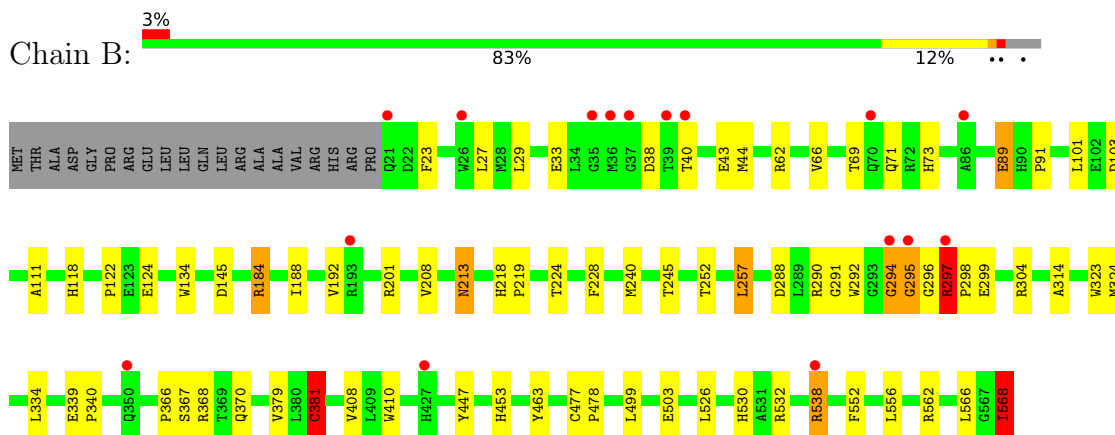 3%
Chain B:
83% 12% •• •
MET THR ALA ASP GLY PRO ARG GLU LEU LEU GLN LEU ARG ALA ALA VAL ARG HIS ARG PRO Q21 D22 F23 W26 L27 M28 L29 E33 L34 G35 M36 G37 D38 T39 T40 E43 M44 R62 V66 T69 Q70 Q71 R72 H73 A86 E89 H90 P91 L101 E102 D103
A111 H118 P122 E123 E124 W134 D145 R184 I188 V192 R193 R201 V208 N213 H218 P219 T224 F228 M240 T245 T252 L257 D288 L289 R290 G291 W292 G293 G294 G295 G296 R297 P298 E299 R304 A314 W323 M324
L334 E339 P340 Q350 P366 S367 R368 T369 Q370 V379 L380 C381 V408 L409 W410 H427 Y447 H453 Y463 C477 P478 L499 E503 L526 H530 A531 R532 R538 F552 L556 R562 L566 G567 I568